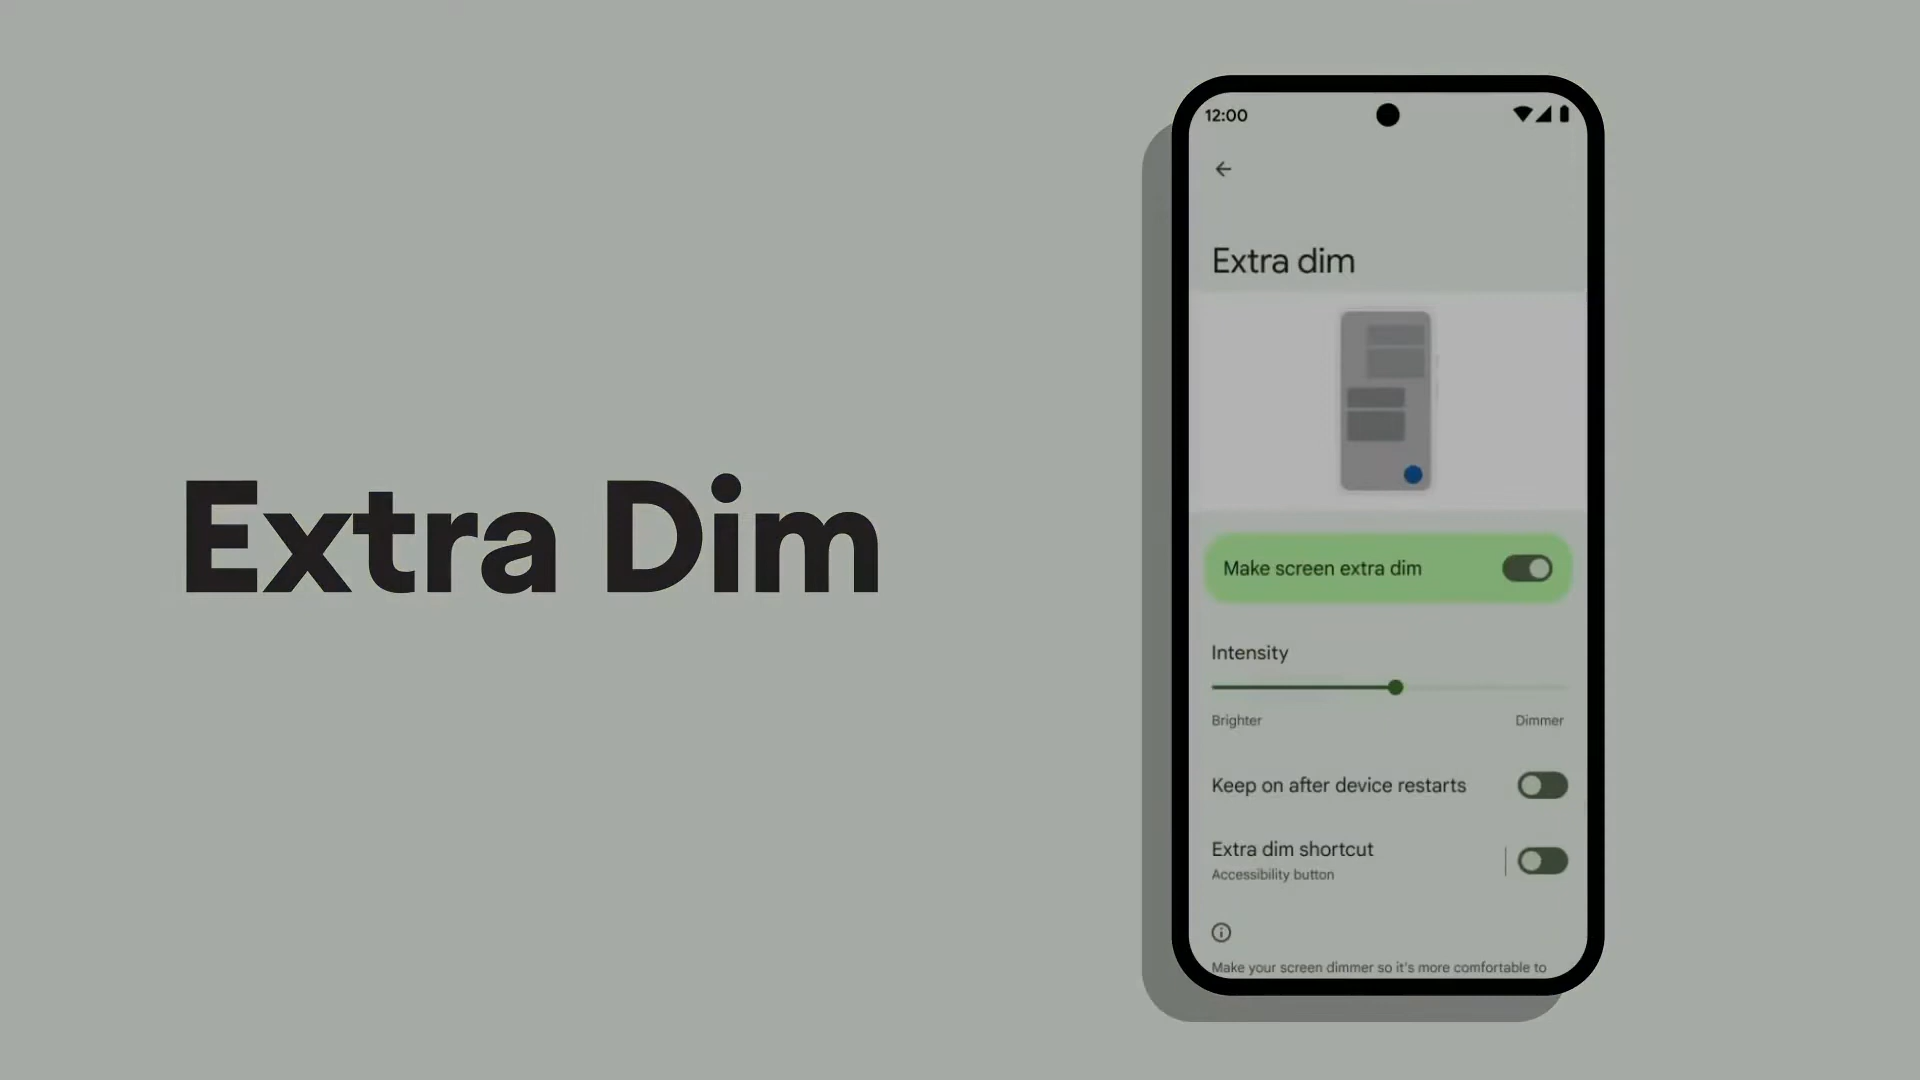 Extra Dim
12:00
Extra dim
Make screen extra dim
Intensity
Brighter Dimmer
Keep on after device restarts
Extra dim shortcut
Accessibility button
Make your screen dimmer so it's more comfortable to